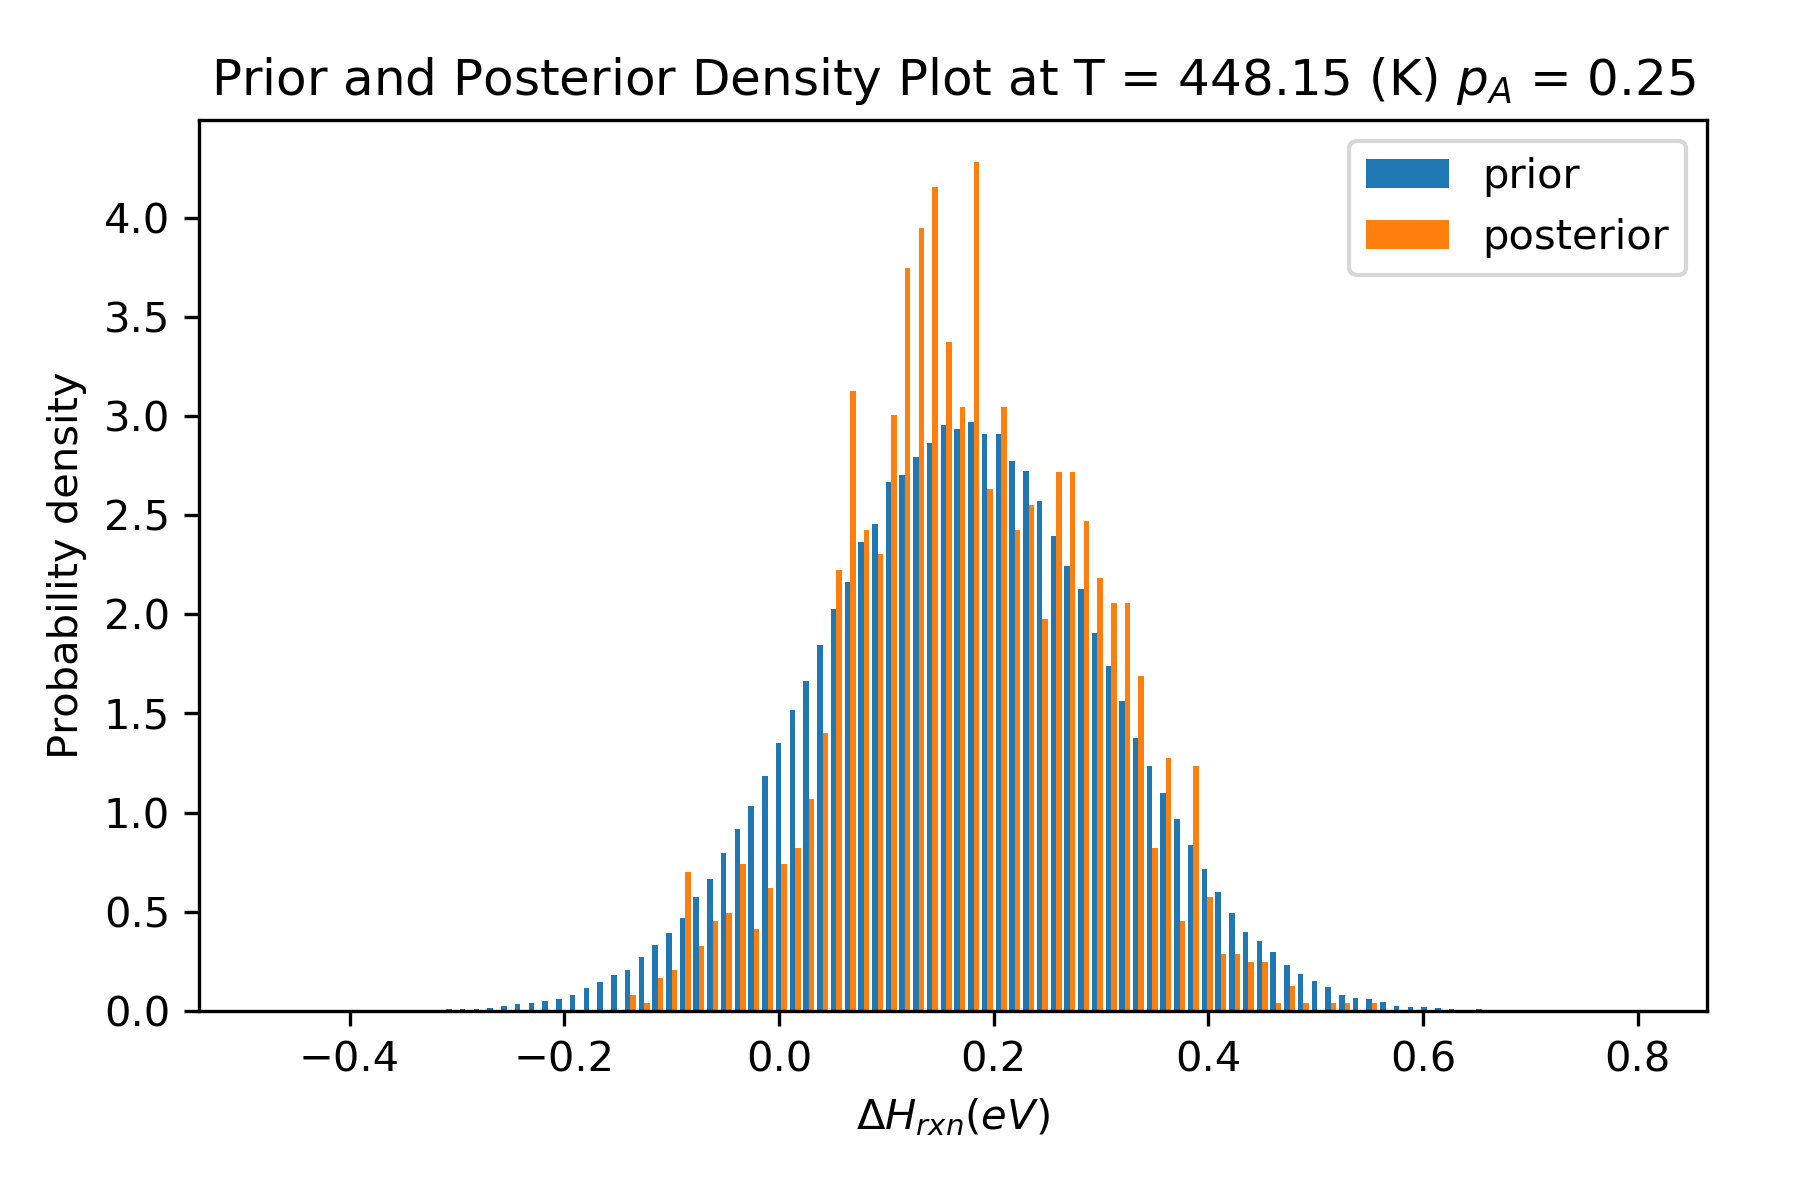 Prior and Posterior Density Plot at T = 448.15 (K) p_A = 0.25
prior
posterior
4.0
3.5
3.0
2.5
2.0
1.5
1.0
0.5
0.0
Probability density
−0.4 −0.2 0.0 0.2 0.4 0.6 0.8
ΔH_rxn(eV)